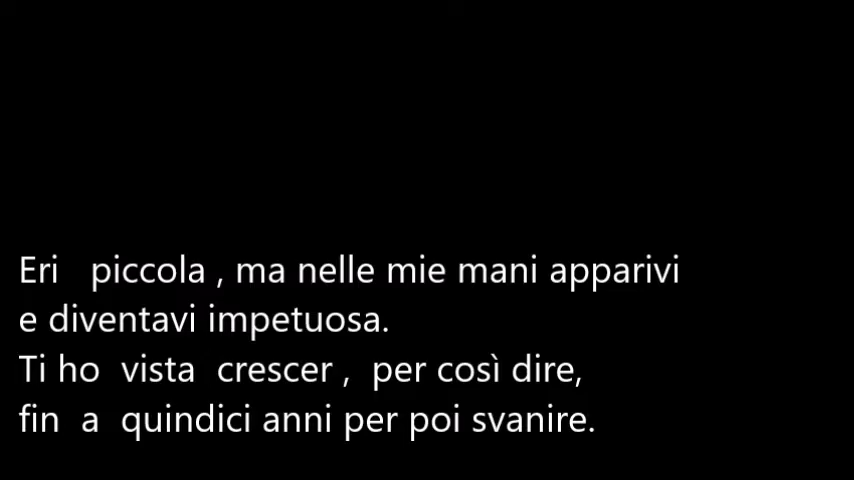 Eri   piccola , ma nelle mie mani apparivi
e diventavi impetuosa.
Ti ho  vista  crescer ,  per così dire,
fin  a  quindici anni per poi svanire.